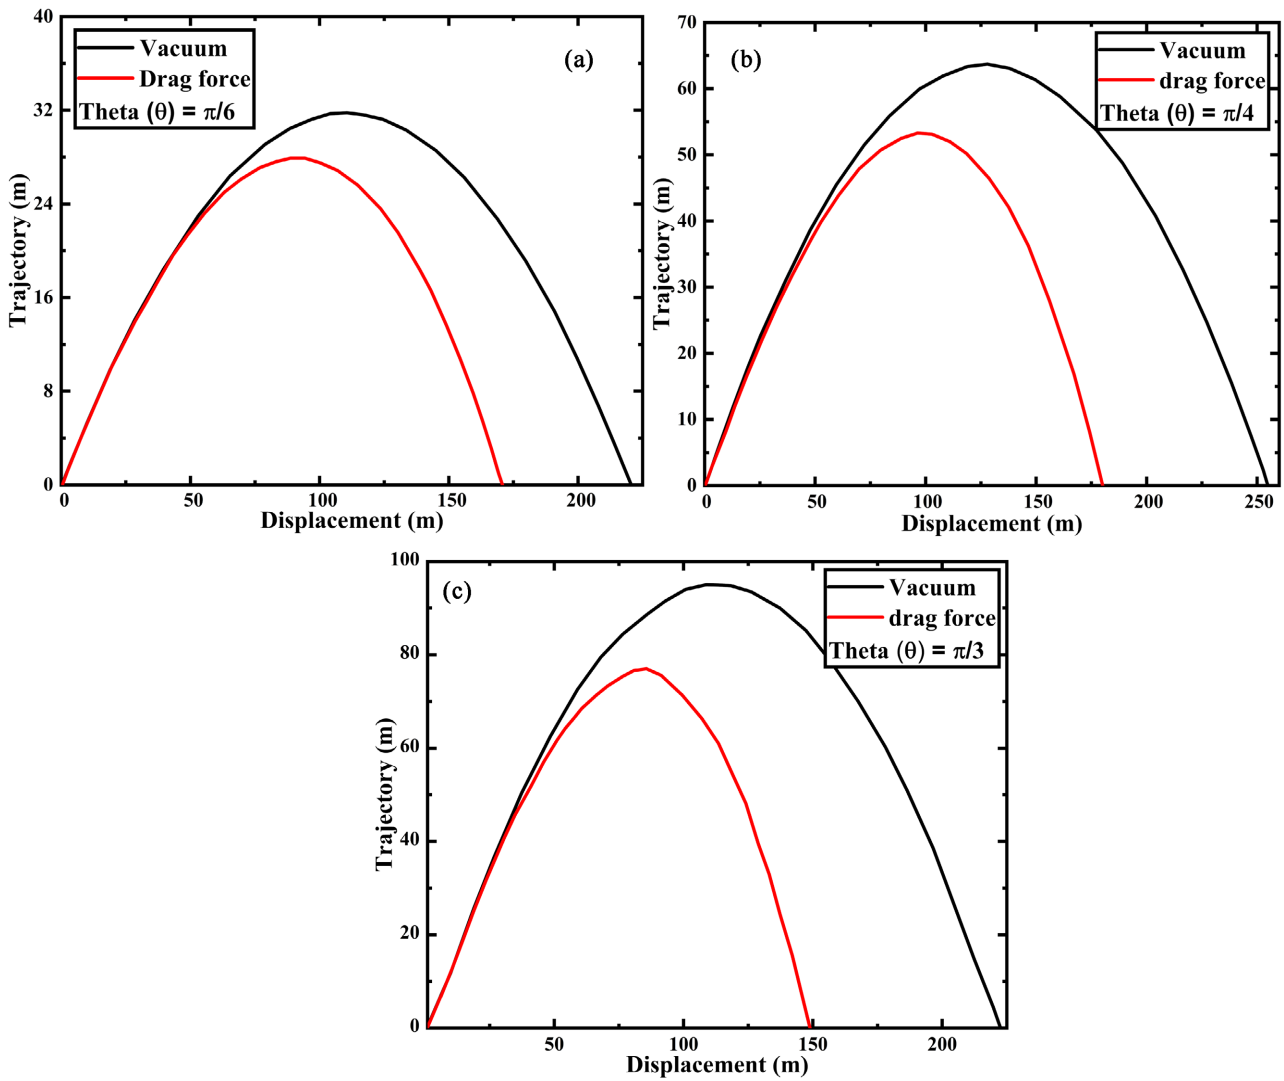 40
32
24
16
8
0
Trajectory (m)
Vacuum
Drag force
Theta (θ) = π/6
(a)
0
50
100
150
200
Displacement (m)
70
60
50
40
30
20
10
0
Trajectory (m)
(b)
Vacuum
drag force
Theta (θ) = π/4
0
50
100
150
200
250
Displacement (m)
100
80
60
40
20
0
Trajectory (m)
(c)
Vacuum
drag force
Theta (θ) = π/3
50
100
150
200
Displacement (m)